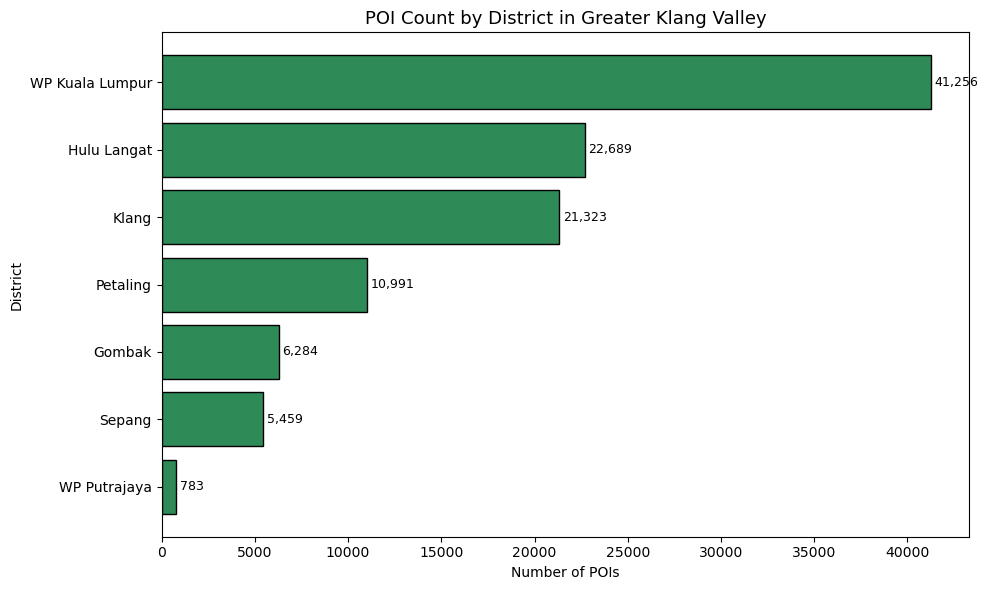 POI Count by District in Greater Klang Valley
WP Kuala Lumpur 41,256
Hulu Langat 22,689
Klang 21,323
Petaling 10,991
Gombak 6,284
Sepang 5,459
WP Putrajaya 783
District
0 5000 10000 15000 20000 25000 30000 35000 40000
Number of POIs